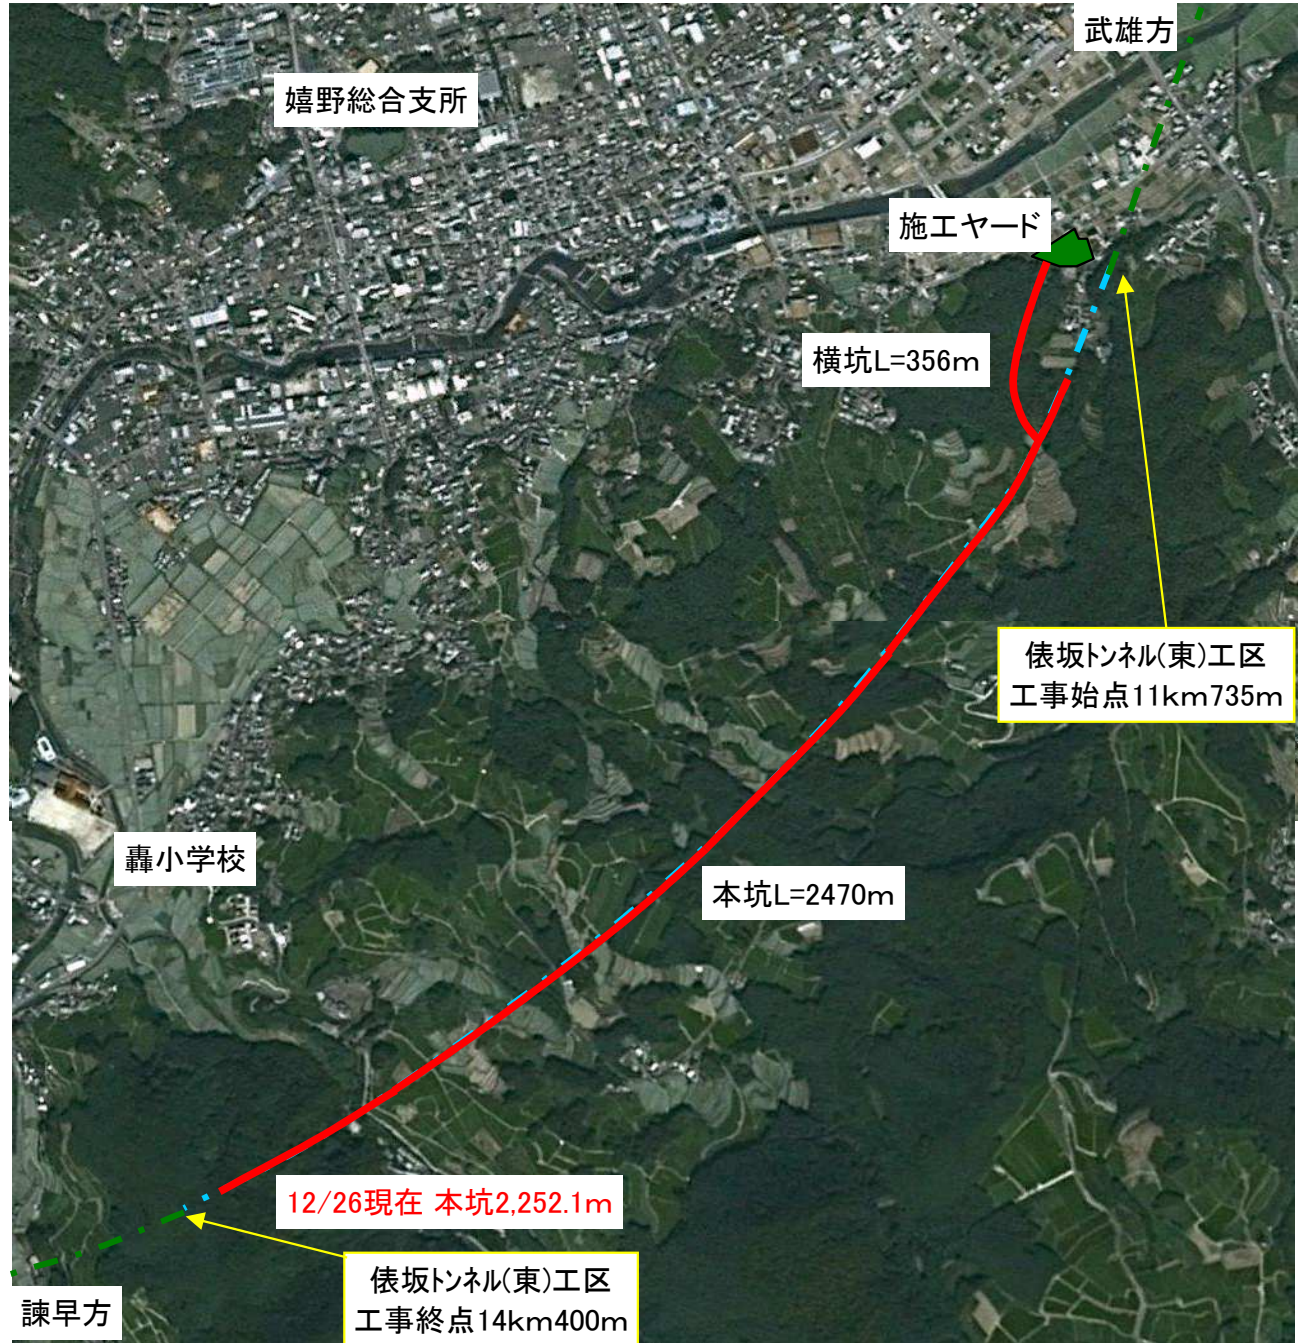 武雄方
嬉野総合支所
施工ヤード
横坑L=356m
俵坂トンネル(東)工区
工事始点11km735m
轟小学校
本坑L=2470m
12/26現在 本坑2,252.1m
俵坂トンネル(東)工区
工事終点14km400m
諫早方